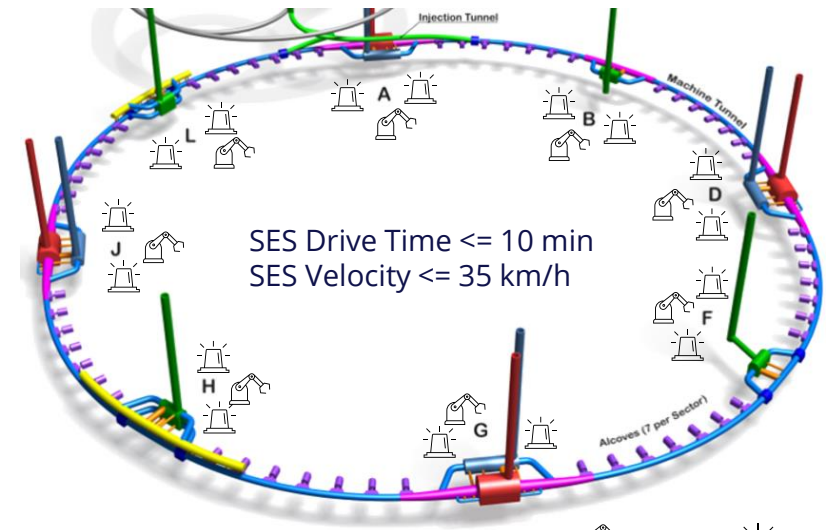 Injection Tunnel
A
B
Machine Tunnel
L
D
J
SES Drive Time <= 10 min
SES Velocity <= 35 km/h
F
H
G
Alcoves (7 per Sector)